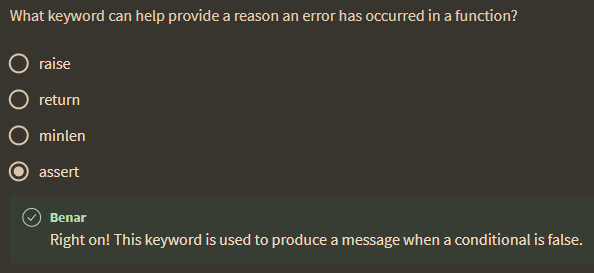 What keyword can help provide a reason an error has occurred in a function?
raise
return
minlen
assert
Benar
Right on! This keyword is used to produce a message when a conditional is false.